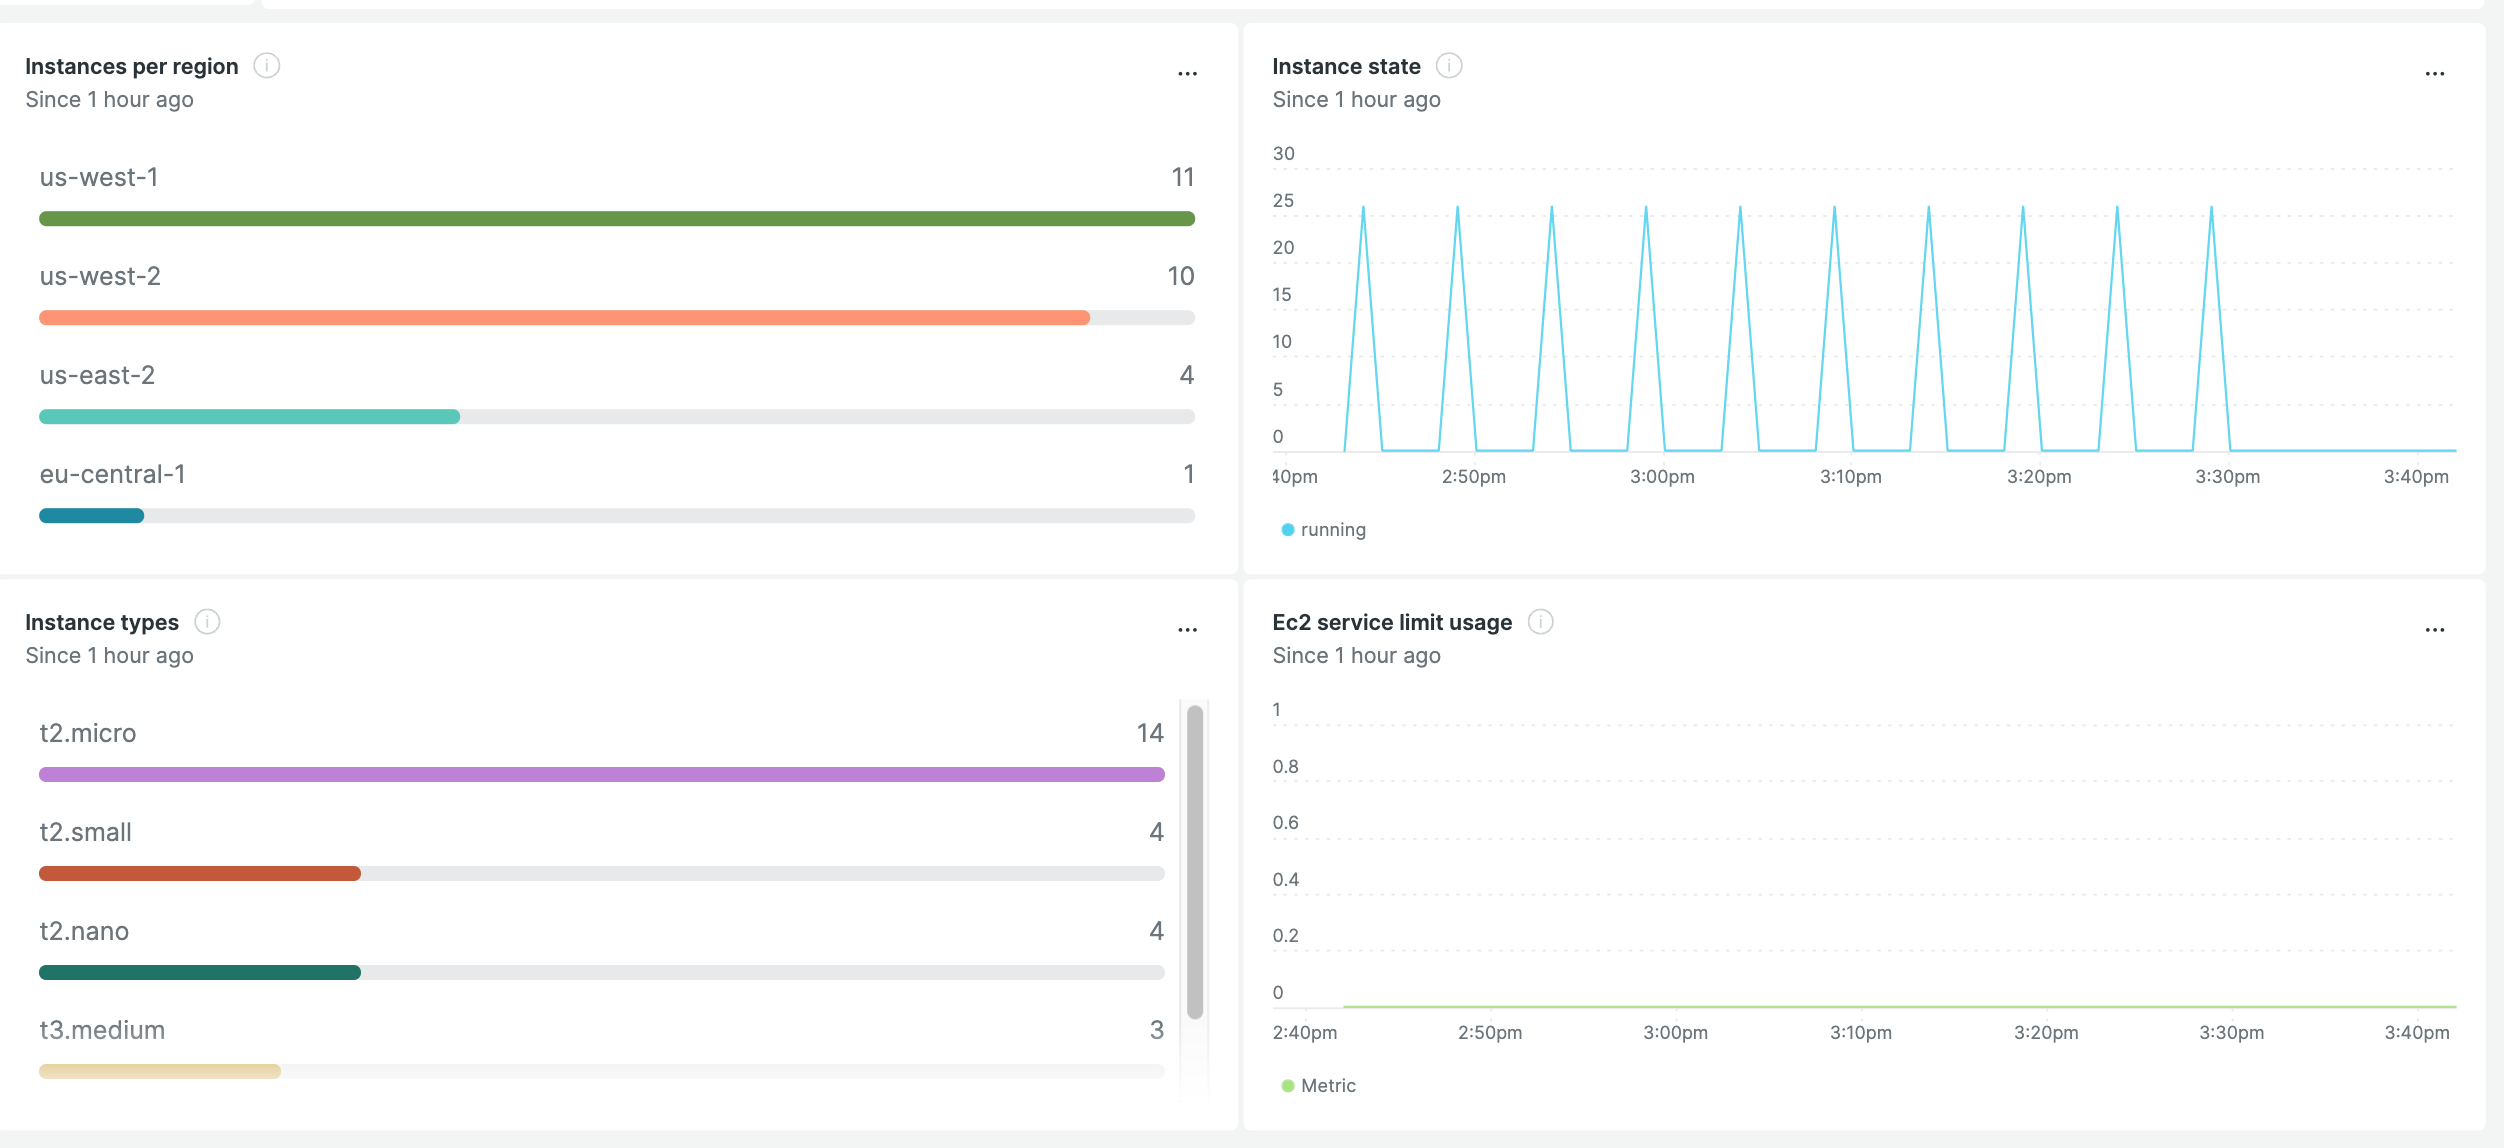 Instances per region
Since 1 hour ago
us-west-1 11
us-west-2 10
us-east-2 4
eu-central-1 1
Instance state
Since 1 hour ago
30
25
20
15
10
5
0
40pm 2:50pm 3:00pm 3:10pm 3:20pm 3:30pm 3:40pm
running
Instance types
Since 1 hour ago
t2.micro 14
t2.small 4
t2.nano 4
t3.medium 3
Ec2 service limit usage
Since 1 hour ago
1
0.8
0.6
0.4
0.2
0
2:40pm 2:50pm 3:00pm 3:10pm 3:20pm 3:30pm 3:40pm
Metric